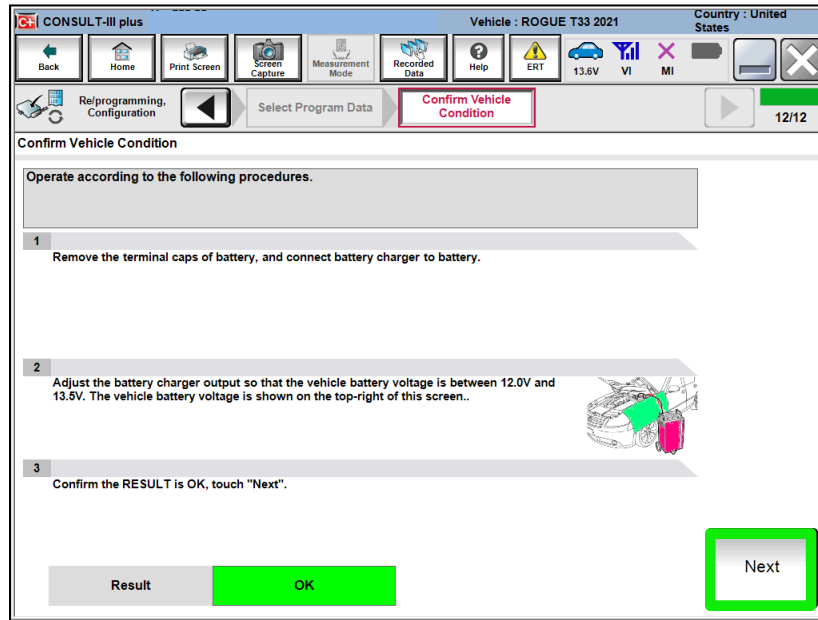 CONSULT-III plus
Vehicle : ROGUE T33 2021
Country : United
States
Back
Home
Print Screen
Screen
Capture
Measurement
Mode
Recorded
Data
Help
ERT
13.6V
VI
MI
Re/programming,
Configuration
Select Program Data
Confirm Vehicle
Condition
12/12
Confirm Vehicle Condition
Operate according to the following procedures.
1
Remove the terminal caps of battery, and connect battery charger to battery.
2
Adjust the battery charger output so that the vehicle battery voltage is between 12.0V and
13.5V. The vehicle battery voltage is shown on the top-right of this screen..
3
Confirm the RESULT is OK, touch "Next".
Result
OK
Next